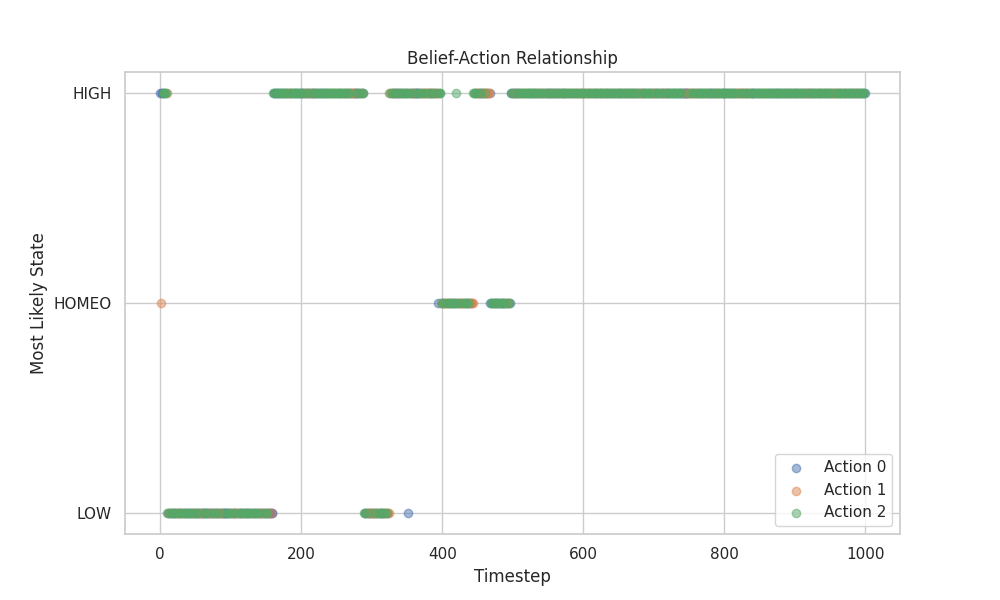 Belief-Action Relationship
HIGH
HOMEO
LOW
Most Likely State
0
200
400
600
800
1000
Timestep
Action 0
Action 1
Action 2